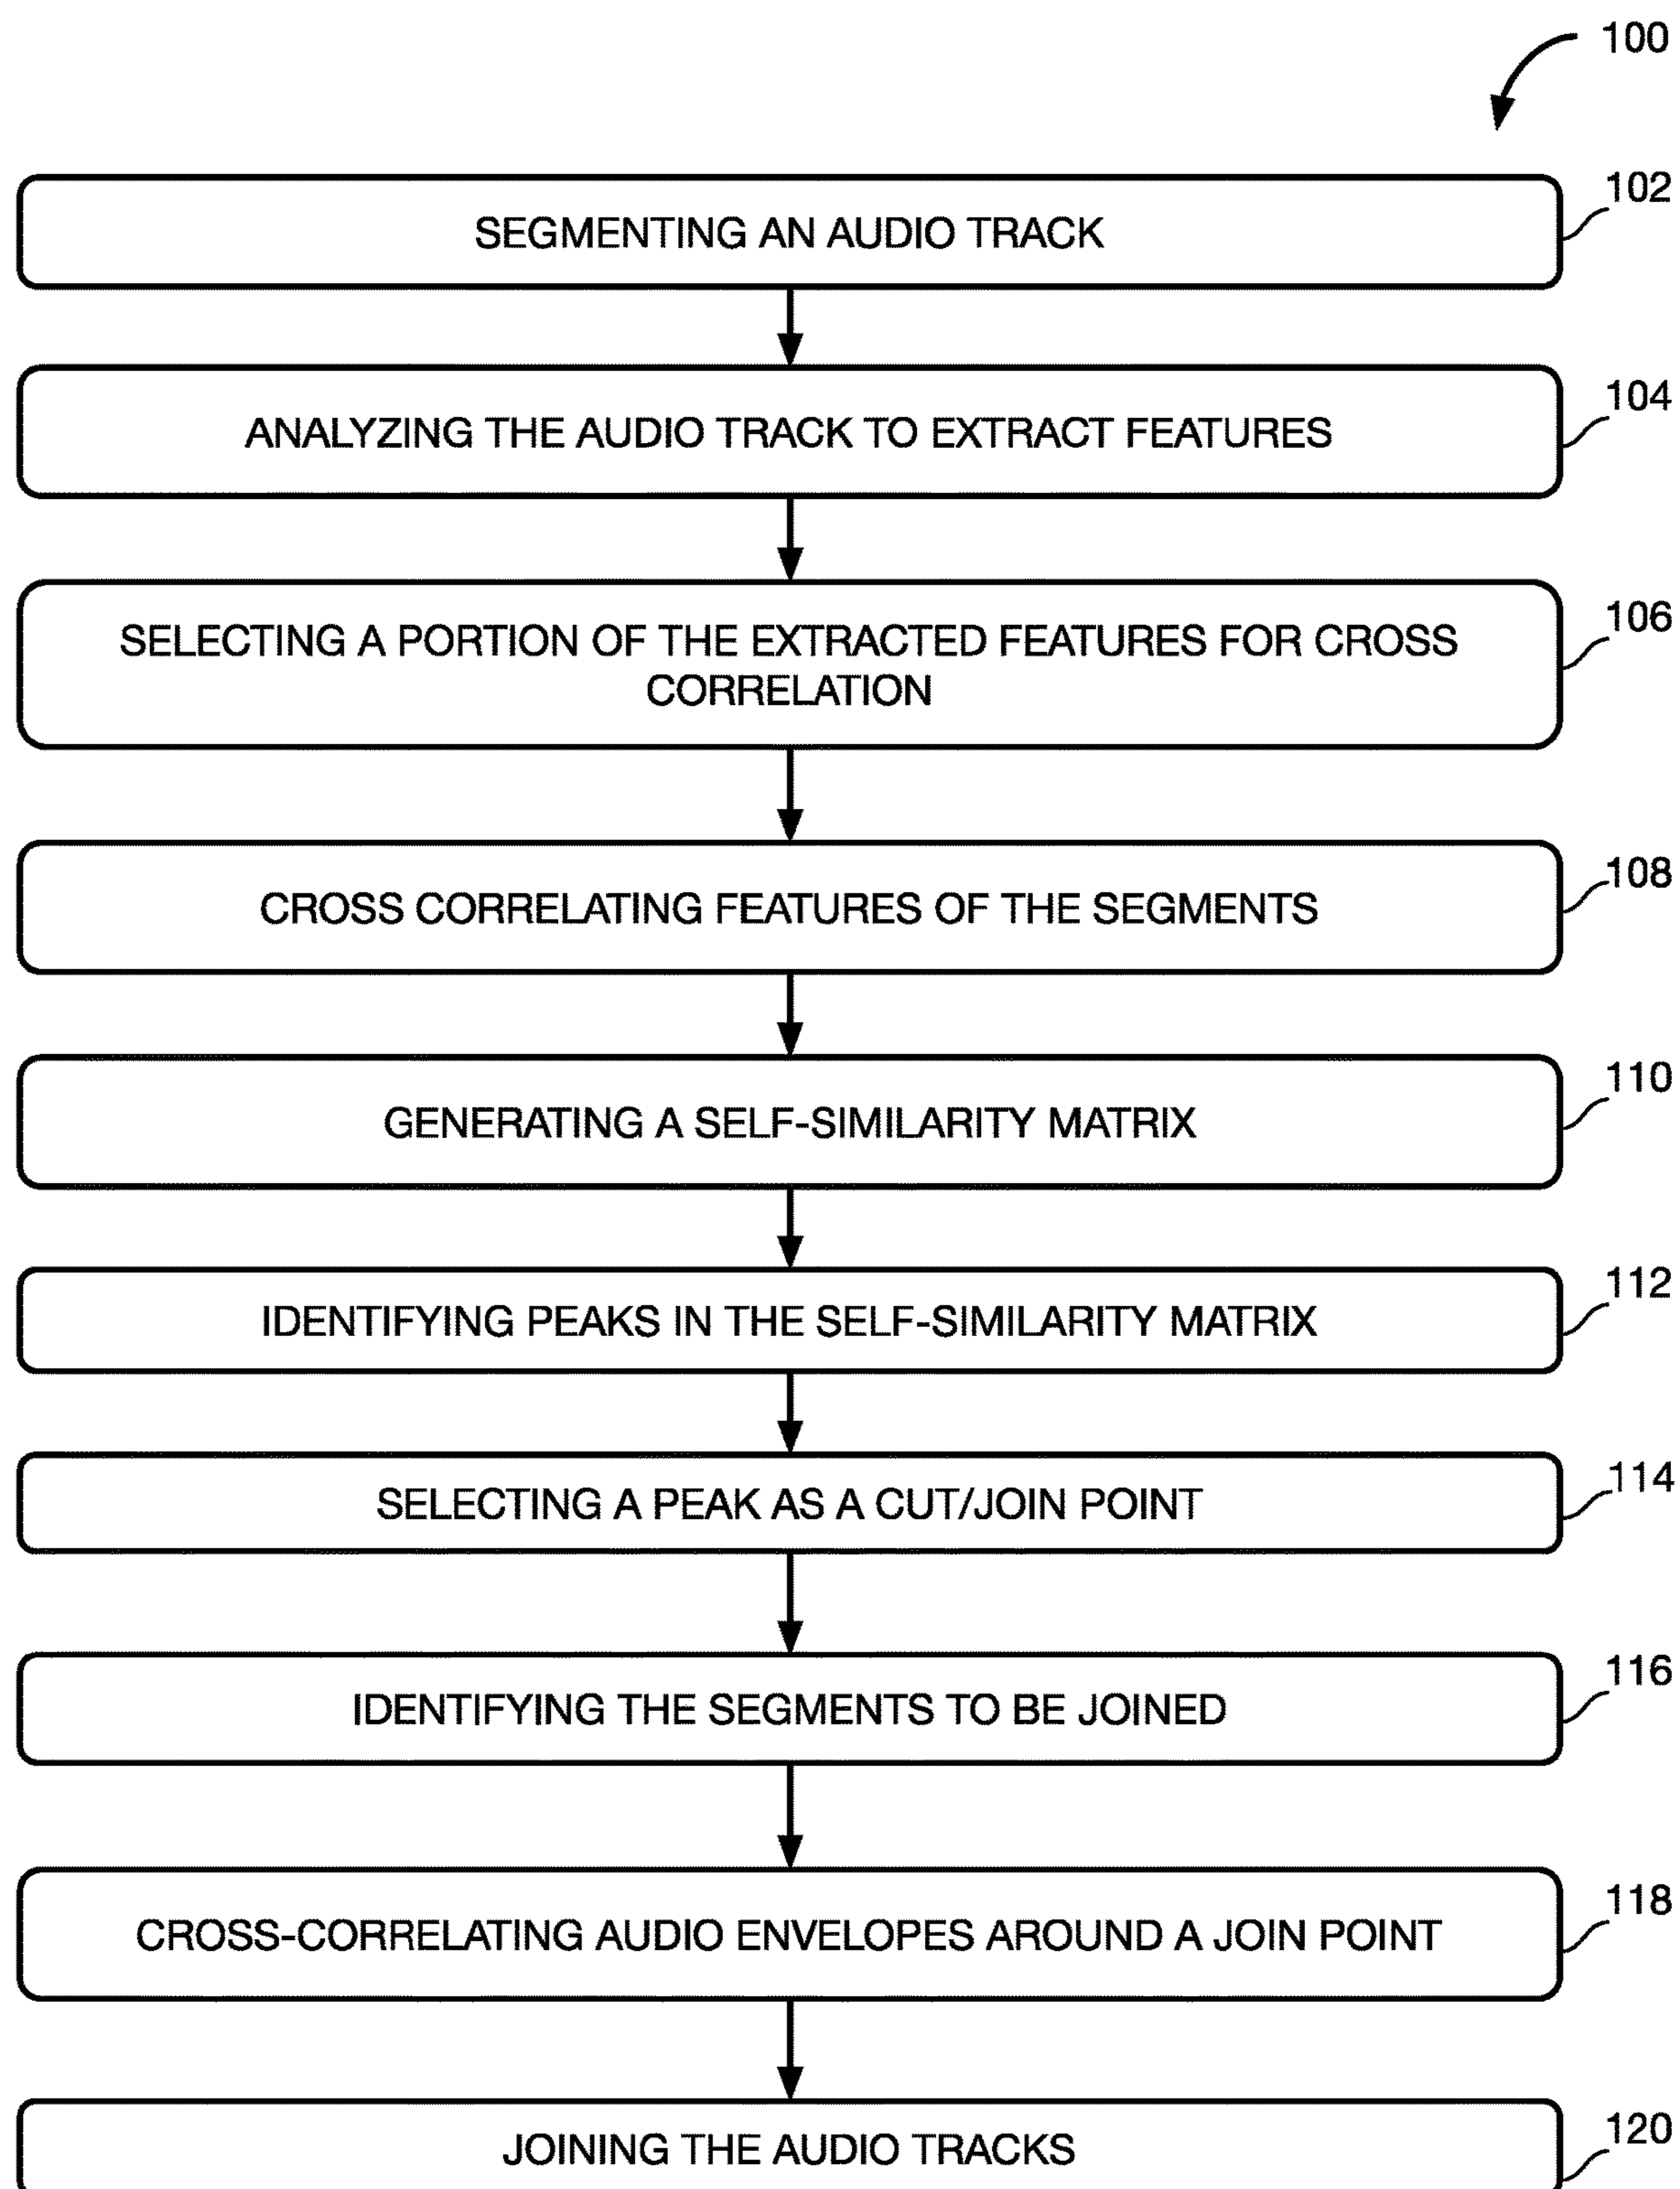 100
102
SEGMENTING AN AUDIO TRACK
104
ANALYZING THE AUDIO TRACK TO EXTRACT FEATURES
106
SELECTING A PORTION OF THE EXTRACTED FEATURES FOR CROSS
CORRELATION
108
CROSS CORRELATING FEATURES OF THE SEGMENTS
110
GENERATING A SELF-SIMILARITY MATRIX
112
IDENTIFYING PEAKS IN THE SELF-SIMILARITY MATRIX
114
SELECTING A PEAK AS A CUT/JOIN POINT
116
IDENTIFYING THE SEGMENTS TO BE JOINED
118
CROSS-CORRELATING AUDIO ENVELOPES AROUND A JOIN POINT
120
JOINING THE AUDIO TRACKS